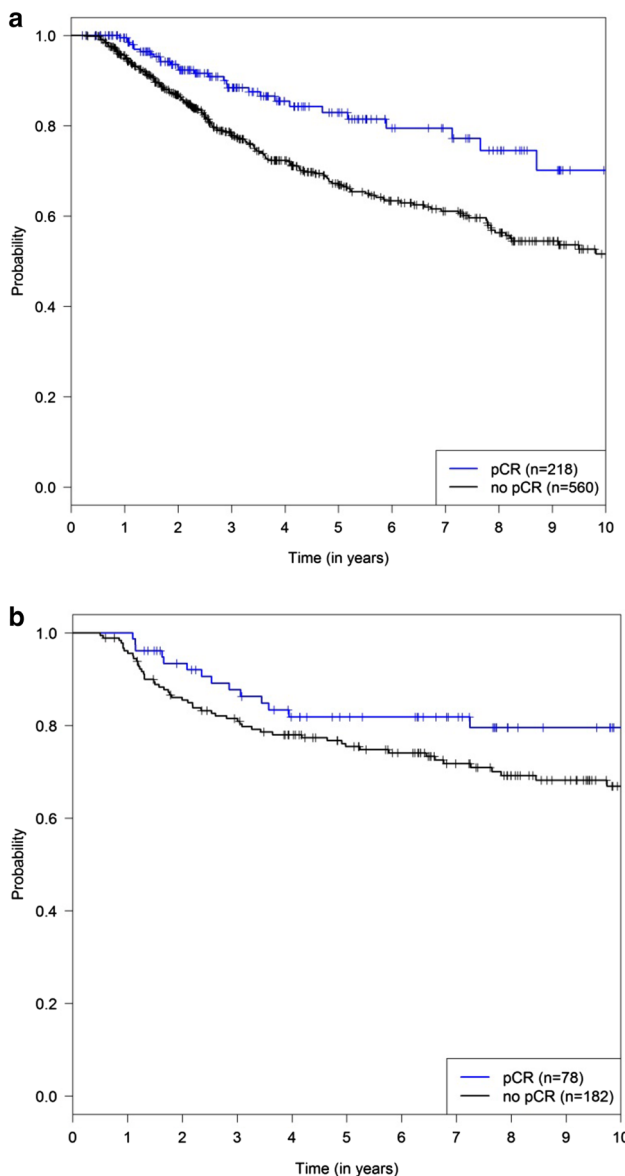 a
1.0
0.8
0.6
0.4
0.2
0.0
Probability
0 1 2 3 4 5 6 7 8 9 10
Time (in years)
pCR (n=218)
no pCR (n=560)
b
1.0
0.8
0.6
0.4
0.2
0.0
Probability
0 1 2 3 4 5 6 7 8 9 10
Time (in years)
pCR (n=78)
no pCR (n=182)